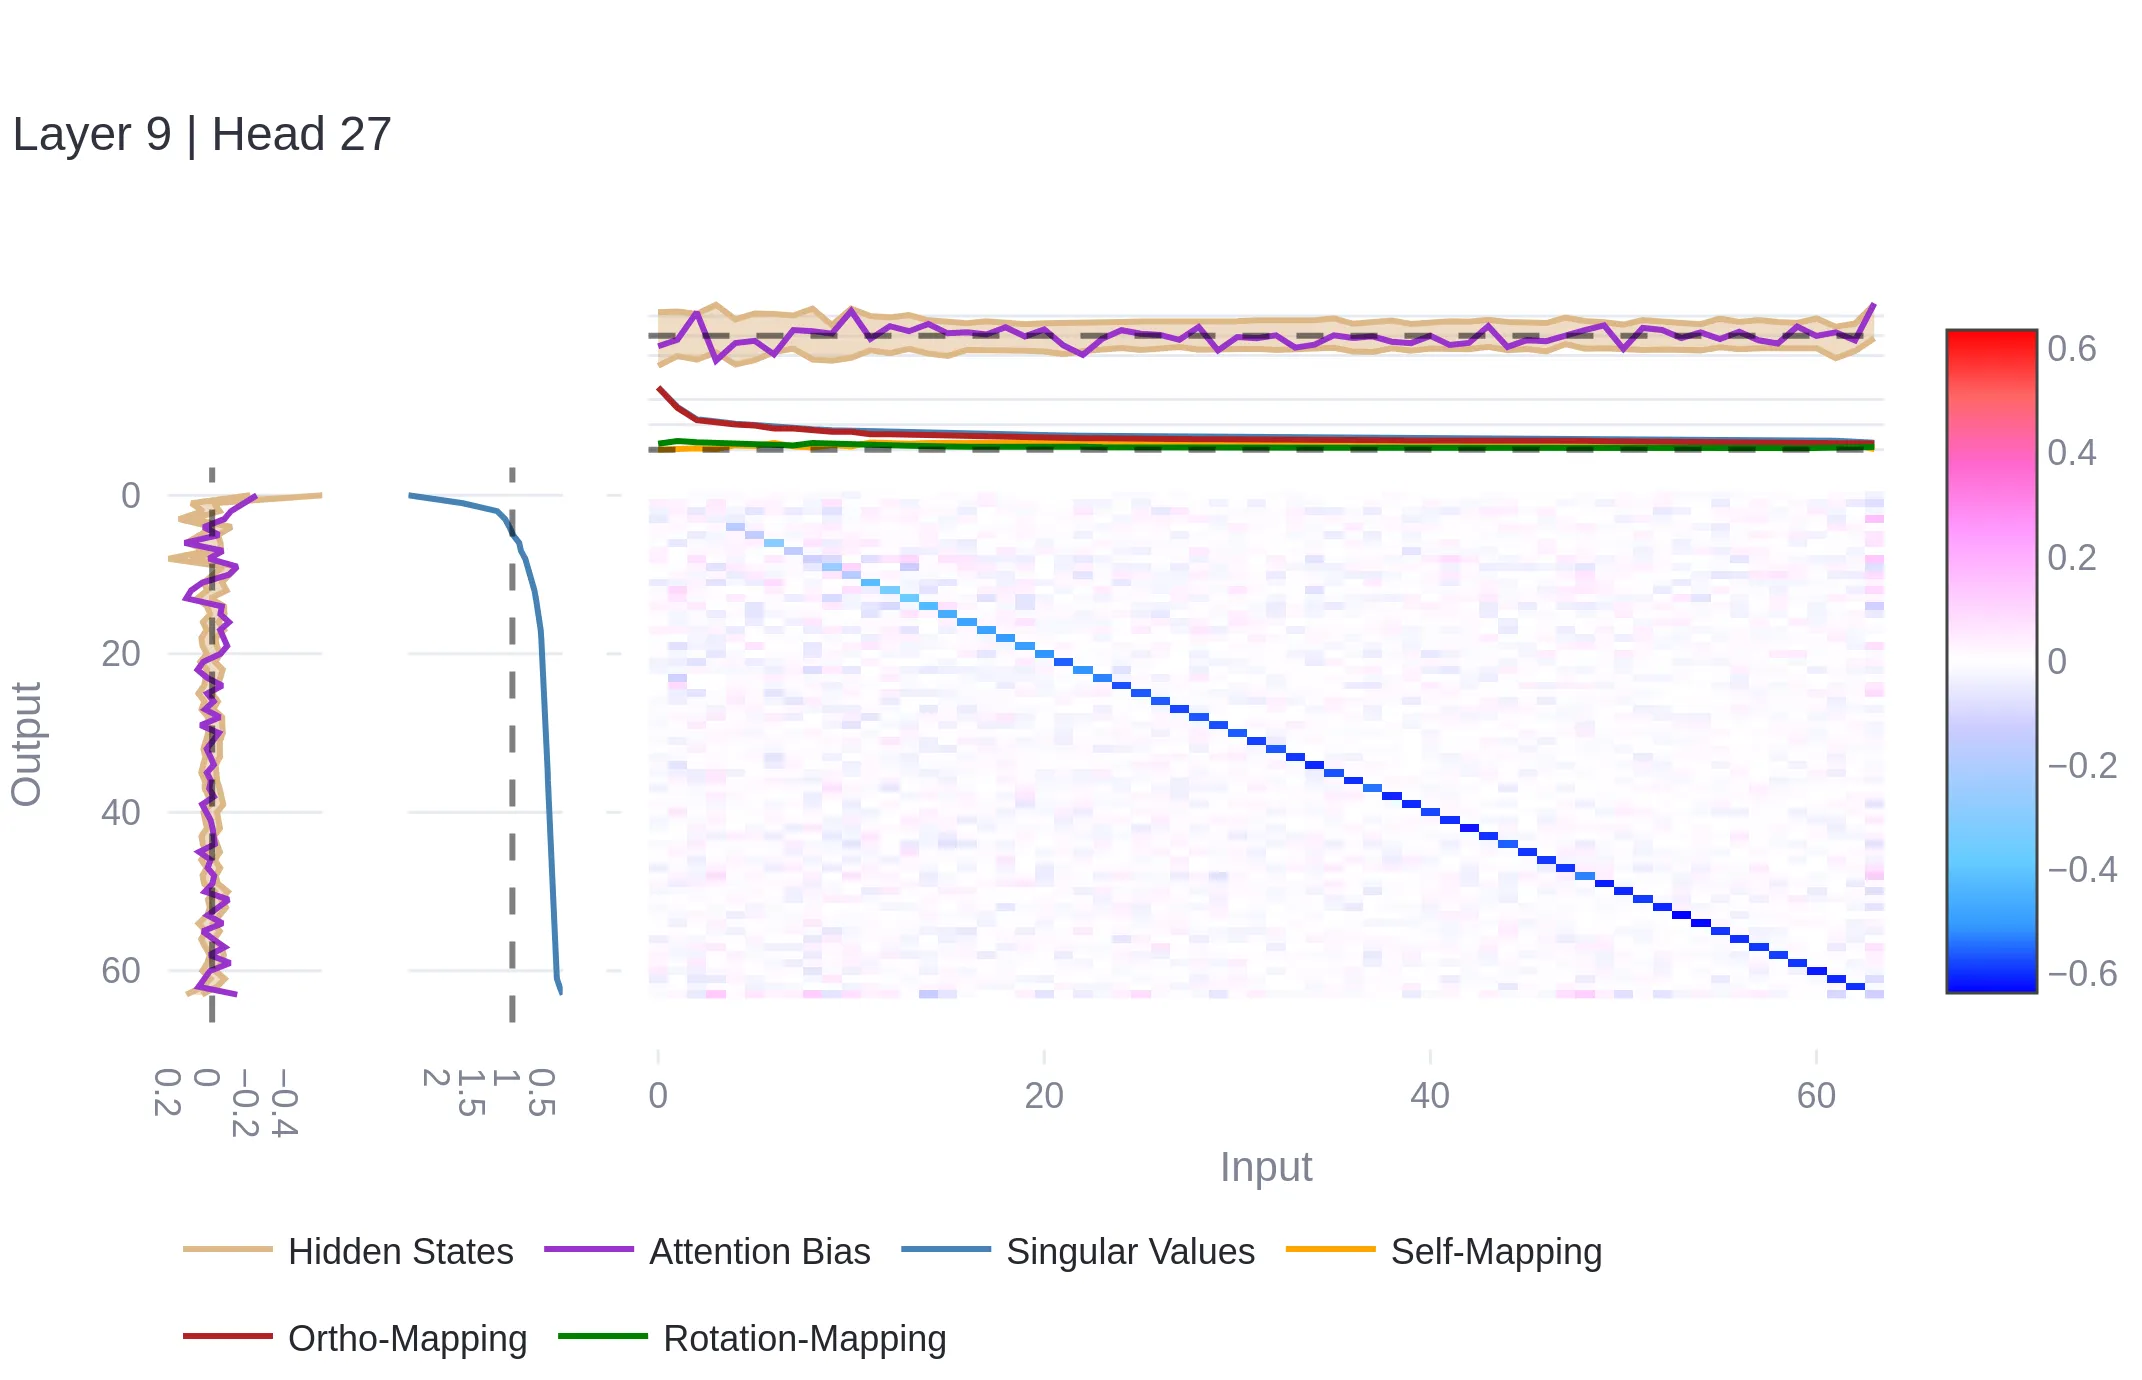 Layer 9 | Head 27
0
20
40
60
Output
0.2
0
−0.2
−0.4
2
1.5
1
0.5
0
20
40
60
Input
0.6
0.4
0.2
0
−0.2
−0.4
−0.6
Hidden States
Attention Bias
Singular Values
Self-Mapping
Ortho-Mapping
Rotation-Mapping